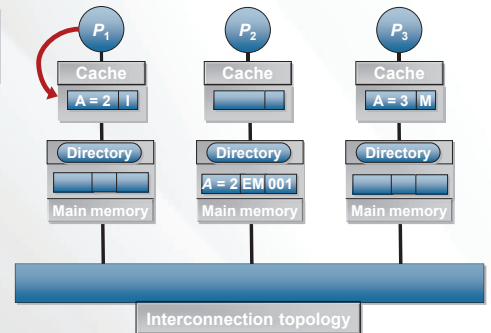 P1 P2 P3
Cache Cache Cache
A = 2 I A = 3 M
Directory Directory Directory
A = 2 EM 001
Main memory Main memory Main memory
Interconnection topology